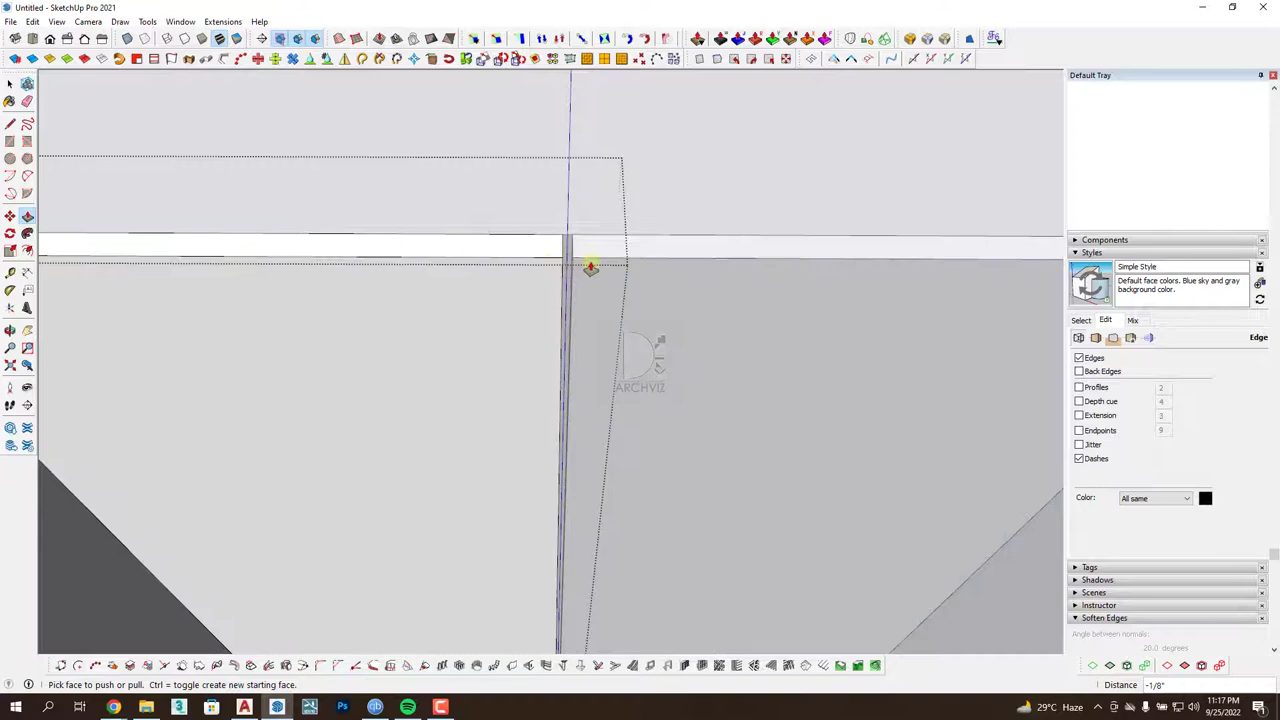 Untitled - SketchUp Pro 2021
File Edit View Camera Draw Tools Window Extensions Help
Default Tray
Components
Styles
Simple Style
Default face colors. Blue sky and gray
background color.
Select Edit Mix
Edge
Edges
Back Edges
Profiles 2
Depth cue 4
Extension 3
Endpoints 9
Jitter
Dashes
Color: All same
Tags
Shadows
Scenes
Instructor
Soften Edges
Angle between normals:
20.0 degrees
ARCHVIZ
Pick face to push or pull. Ctrl = toggle create new starting face.
Distance -1/8"
29°C Haze
11:17 PM
9/25/2022